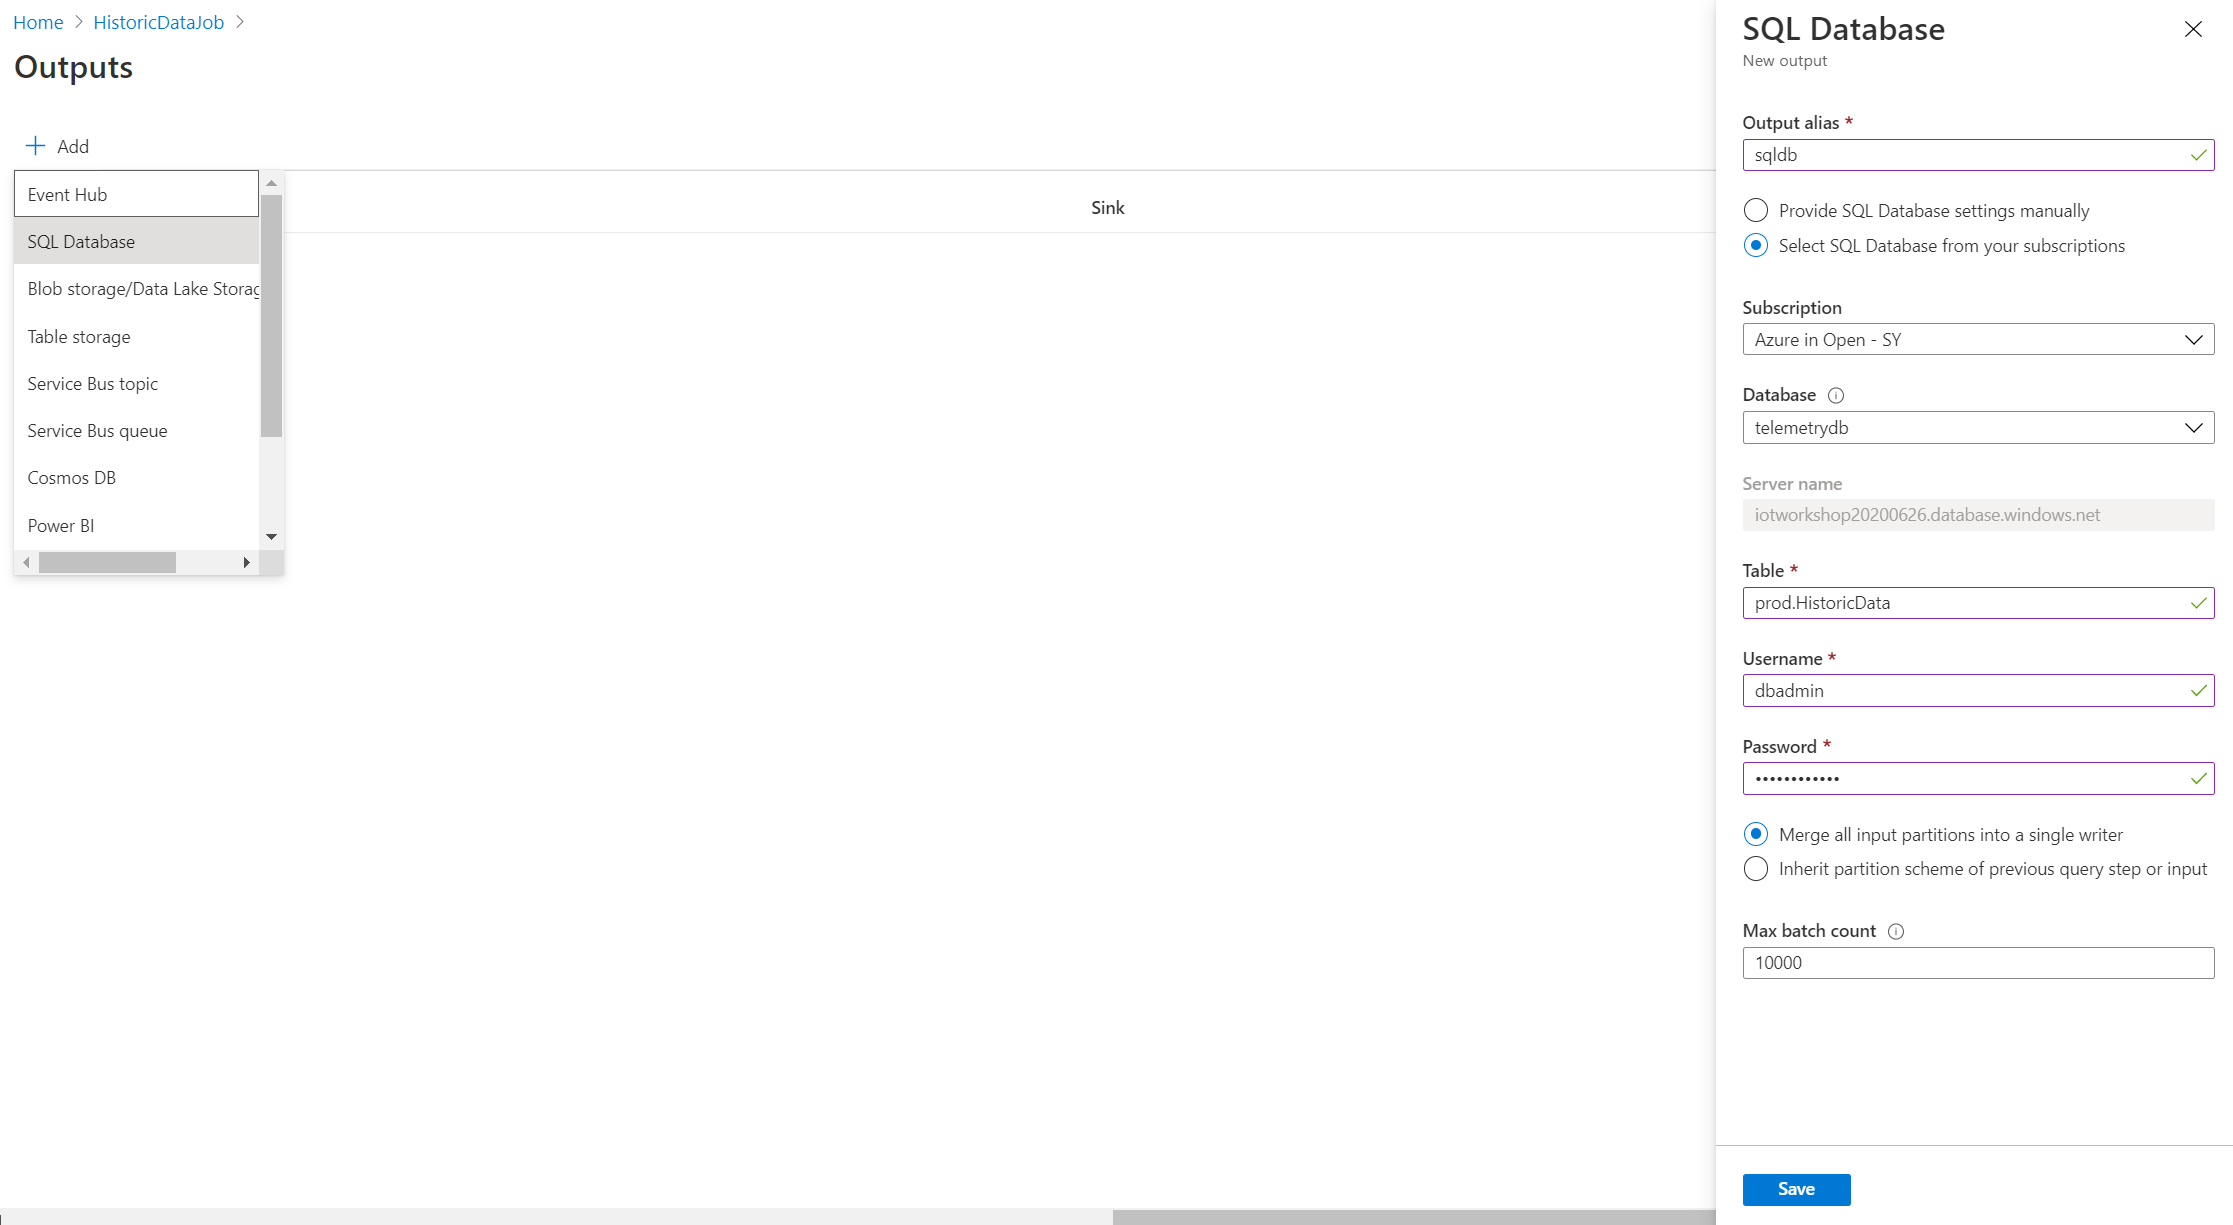 Home > HistoricDataJob >
Outputs
Add
Event Hub
SQL Database
Blob storage/Data Lake Storag
Table storage
Service Bus topic
Service Bus queue
Cosmos DB
Power BI
Sink
SQL Database
New output
Output alias *
sqldb
Provide SQL Database settings manually
Select SQL Database from your subscriptions
Subscription
Azure in Open - SY
Database
telemetrydb
Server name
iotworkshop20200626.database.windows.net
Table *
prod.HistoricData
Username *
dbadmin
Password *
••••••••••••
Merge all input partitions into a single writer
Inherit partition scheme of previous query step or input
Max batch count
10000
Save